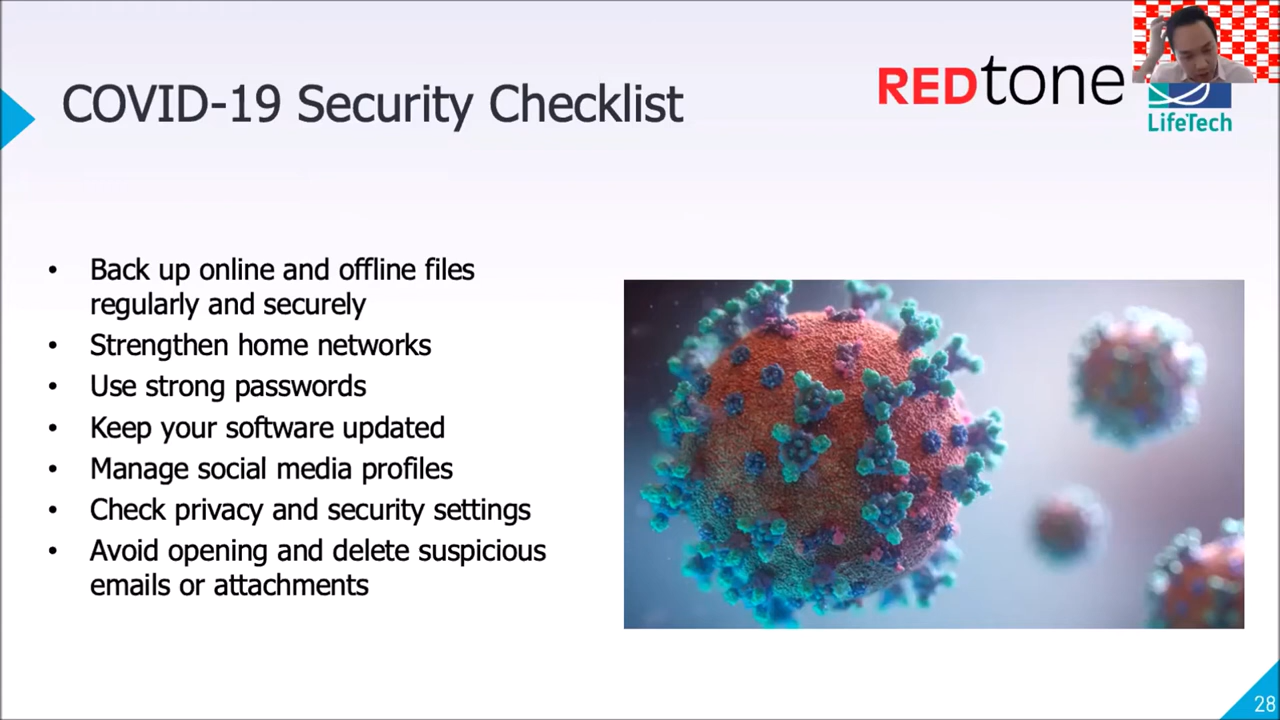 COVID-19 Security Checklist
REDtone
LifeTech
• Back up online and offline files
regularly and securely
• Strengthen home networks
• Use strong passwords
• Keep your software updated
• Manage social media profiles
• Check privacy and security settings
• Avoid opening and delete suspicious
emails or attachments
28